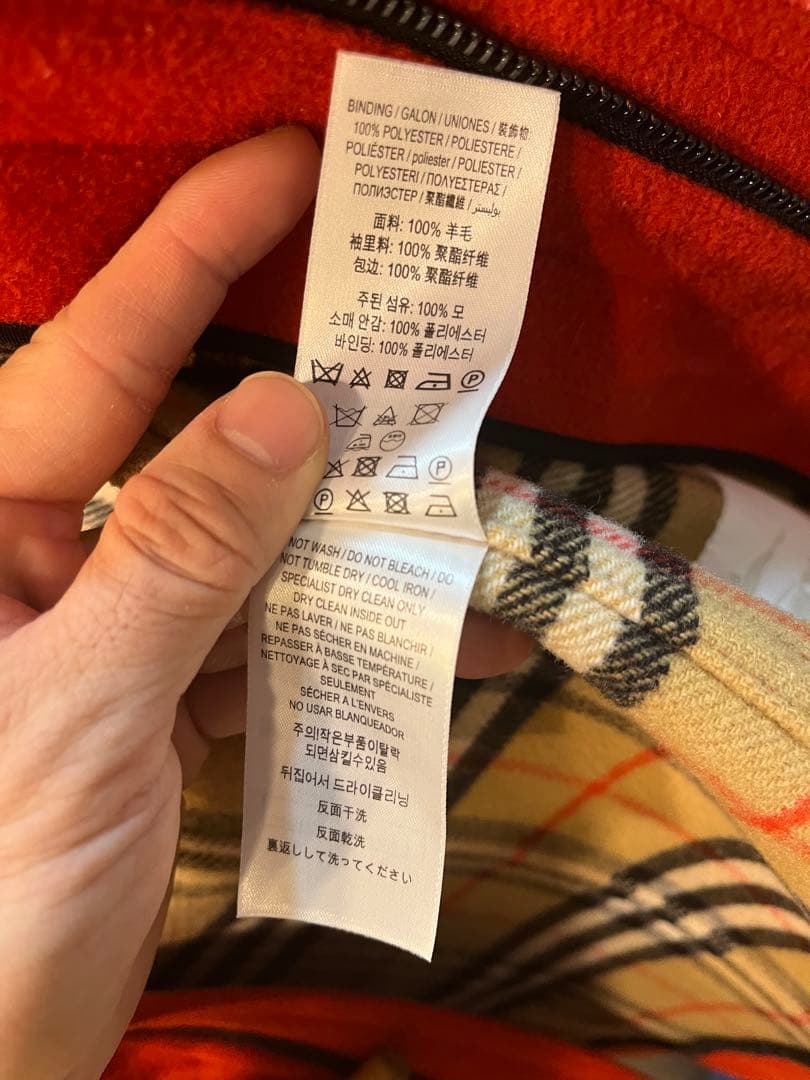 BINDING / GALON / UNIONES / 裝飾物:
100% POLYESTER / POLIESTERE /
POLIÉSTER / poliester / POLIESTER /
POLYESTERI / ΠΟΛΥΕΣΤΕΡΑΣ /
ПОЛИЭСТЕР / 聚酯纖維 / بوليستر
面料: 100% 羊毛
袖里料: 100% 聚酯纤维
包边: 100% 聚酯纤维
주된 섬유: 100% 모
소매 안감: 100% 폴리에스터
바인딩: 100% 폴리에스터
P
P
P
NOT WASH / DO NOT BLEACH / DO
NOT TUMBLE DRY / COOL IRON /
SPECIALIST DRY CLEAN ONLY
DRY CLEAN INSIDE OUT
NE PAS LAVER / NE PAS BLANCHIR /
NE PAS SÉCHER EN MACHINE /
REPASSER À BASSE TEMPÉRATURE /
NETTOYAGE À SEC PAR SPÉCIALISTE
SEULEMENT
SÉCHER A L'ENVERS
NO USAR BLANQUEADOR
주의!작은부품이탈락
되면삼킬수있음
뒤집어서 드라이클리닝
反面干洗
反面乾洗
裏返しして洗ってください